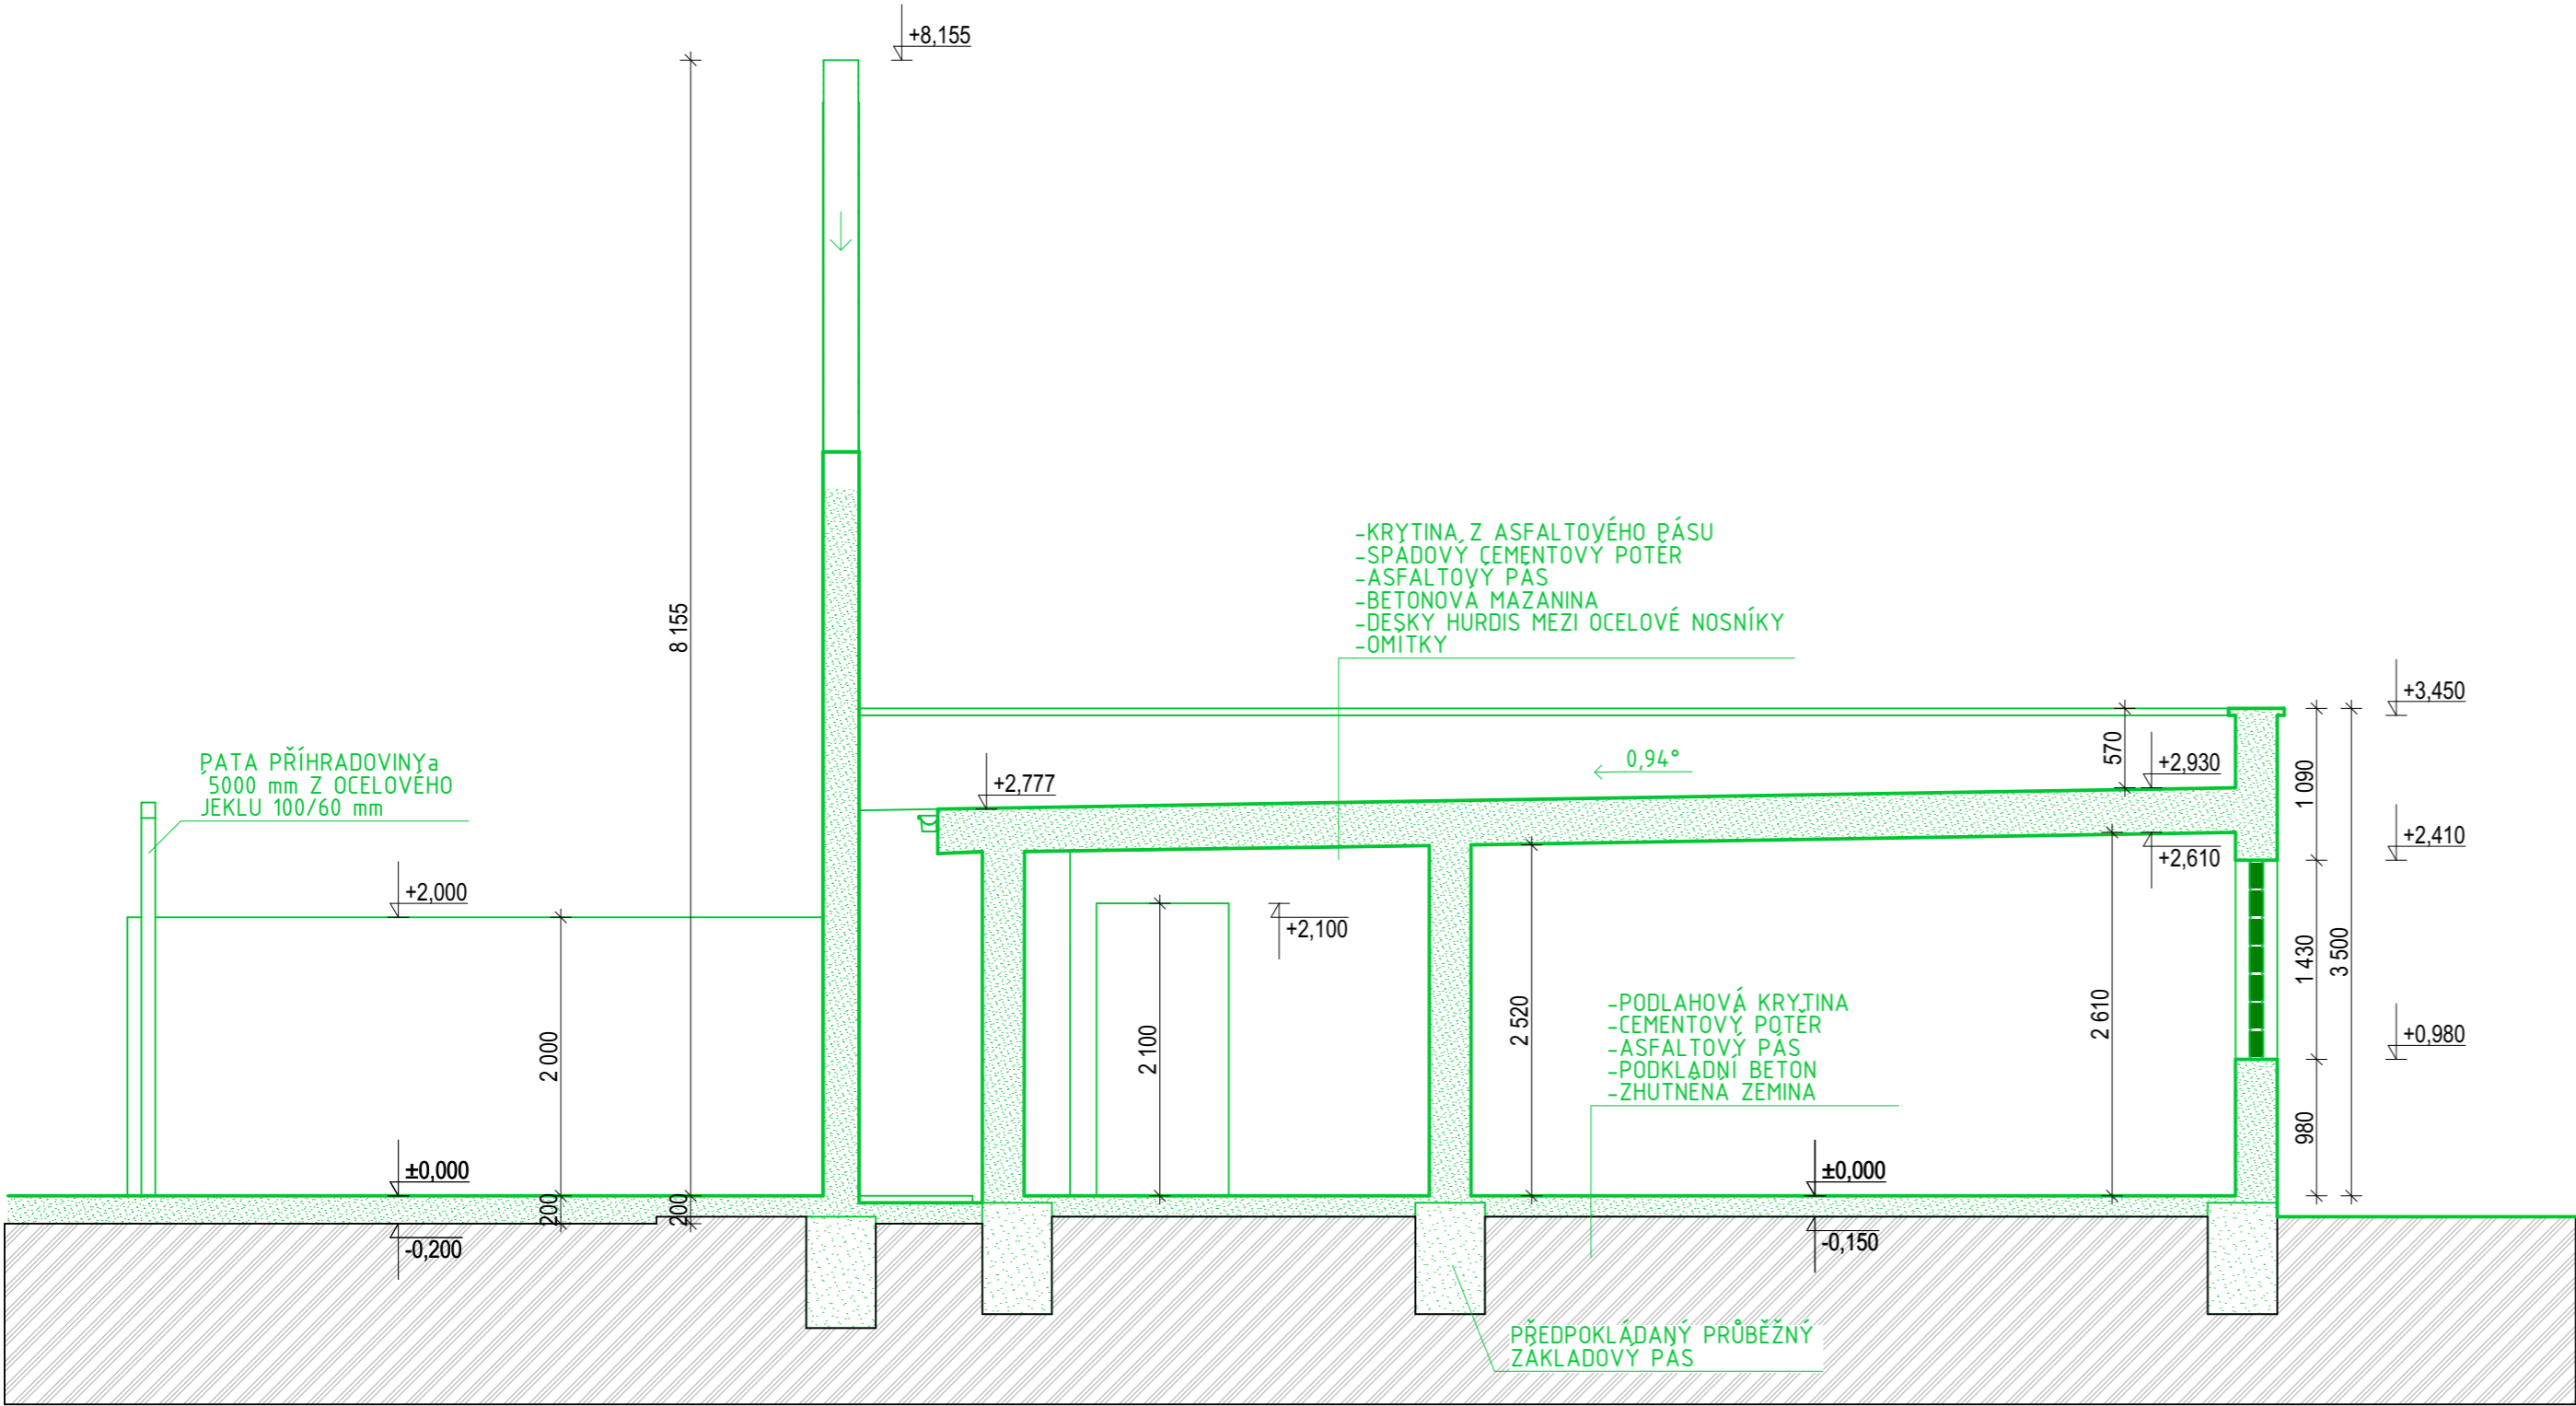 +8,155
8 155
-KRYTINA Z ASFALTOVÉHO PÁSU
-SPÁDOVÝ CEMENTOVÝ POTĚR
-ASFALTOVÝ PÁS
-BETONOVÁ MAZANINA
-DESKY HURDIS MEZI OCELOVÉ NOSNÍKY
-OMÍTKY
PATA PŘÍHRADOVINY a
5000 mm Z OCELOVÉHO
JEKLU 100/60 mm
+3,450
570
0,94°
+2,930
+2,777
1 090
+2,410
+2,610
+2,000
+2,100
1 430
3 500
2 000
2 100
2 520
2 610
-PODLAHOVÁ KRYTINA
-CEMENTOVÝ POTĚR
-ASFALTOVÝ PÁS
-PODKLADNÍ BETON
-ZHUTNĚNÁ ZEMINA
+0,980
980
±0,000
±0,000
200
200
-0,200
-0,150
PŘEDPOKLÁDANÝ PRŮBĚŽNÝ
ZÁKLADOVÝ PÁS